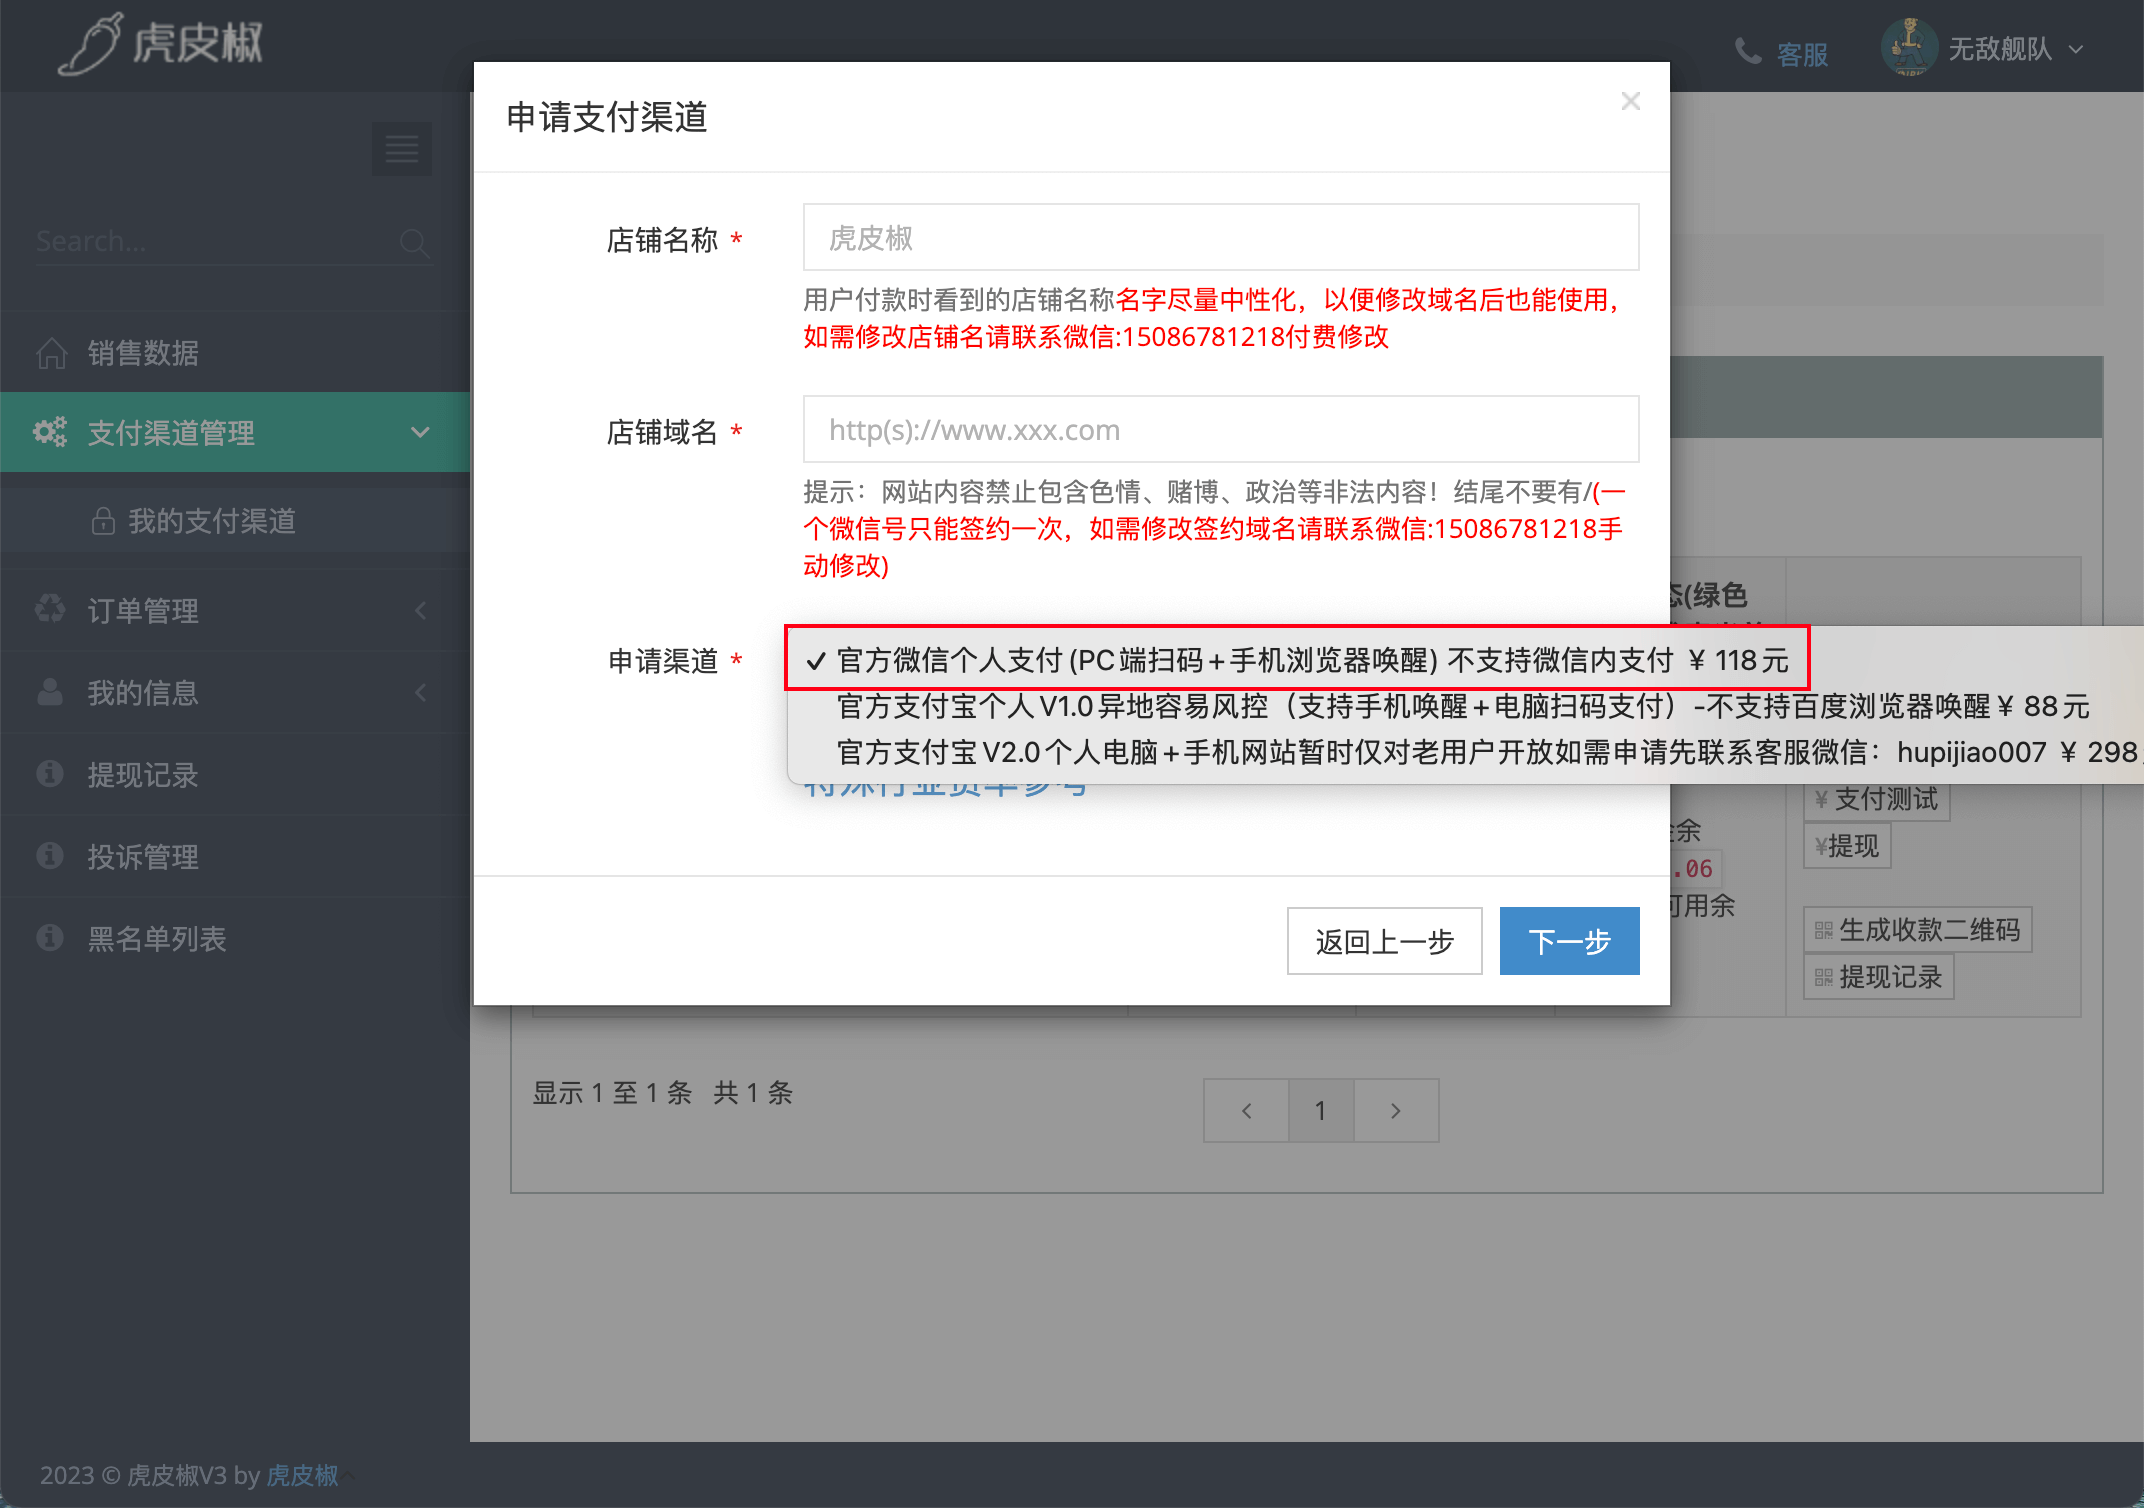 虎皮椒
客服
无敌舰队
申请支付渠道
×
Search...
店铺名称 *
虎皮椒
用户付款时看到的店铺名称名字尽量中性化，以便修改域名后也能使用，
如需修改店铺名请联系微信:15086781218付费修改
销售数据
支付渠道管理
店铺域名 *
http(s)://www.xxx.com
提示：网站内容禁止包含色情、赌博、政治等非法内容！结尾不要有/(一
个微信号只能签约一次，如需修改签约域名请联系微信:15086781218手
动修改)
我的支付渠道
(绿色
订单管理
申请渠道 *
✓ 官方微信个人支付(PC端扫码+手机浏览器唤醒) 不支持微信内支付 ¥ 118元
官方支付宝个人V1.0异地容易风控（支持手机唤醒+电脑扫码支付）-不支持百度浏览器唤醒¥ 88元
官方支付宝V2.0个人电脑+手机网站暂时仅对老用户开放如需申请先联系客服微信：hupijiao007 ¥ 298
我的信息
提现记录
¥ 支付测试
余
¥提现
.06
可用余
投诉管理
黑名单列表
返回上一步
下一步
生成收款二维码
提现记录
显示 1 至 1 条 共 1 条
1
2023 © 虎皮椒V3 by 虎皮椒